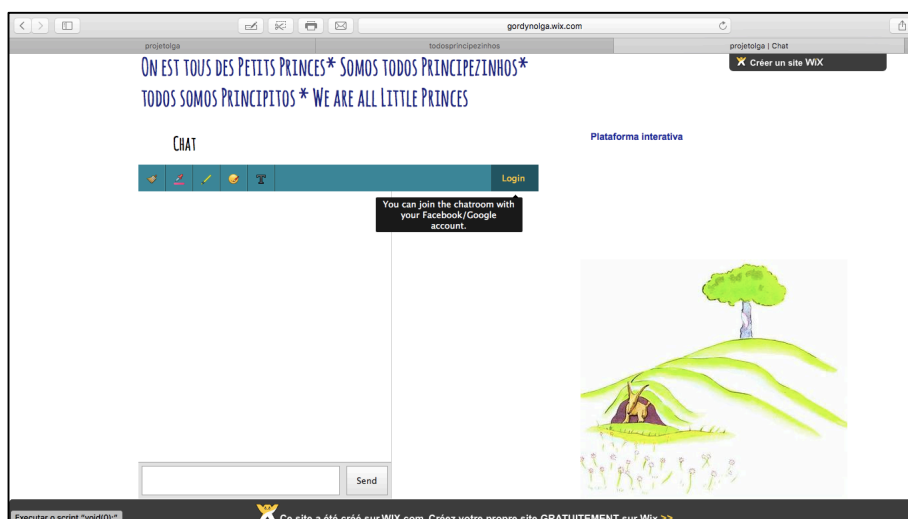 gordynolga.wix.com
projetolga
todosprincipezinhos
projetolga | Chat
Créer un site WiX
ON EST TOUS DES PETITS PRINCES* SOMOS TODOS PRINCIPEZINHOS*
TODOS SOMOS PRINCIPITOS * WE ARE ALL LITTLE PRINCES
CHAT
Plataforma interativa
T
Login
You can join the chatroom with
your Facebook/Google
account.
Send
Executar o script "void(0);"
Ce site a été créé sur WIX.com. Créez votre propre site GRATUITEMENT sur Wix >>